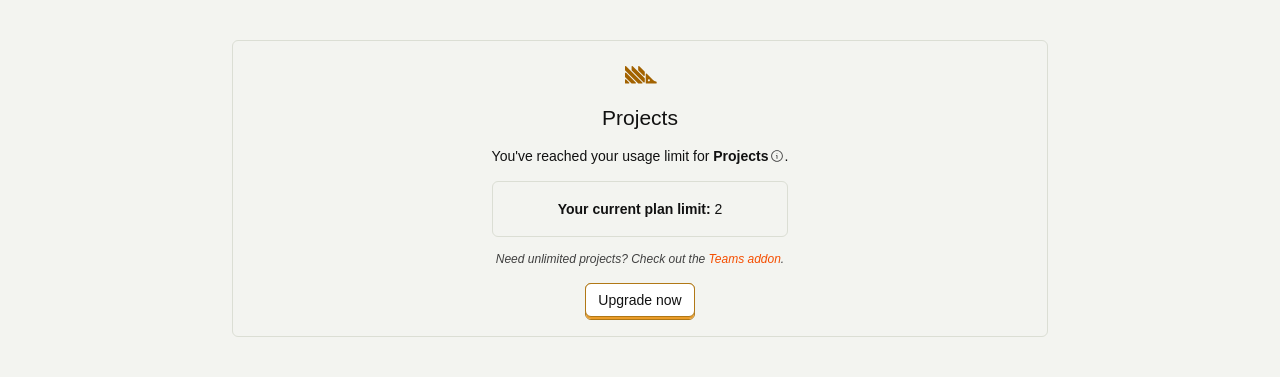 Projects
You've reached your usage limit for Projects.
Your current plan limit: 2
Need unlimited projects? Check out the Teams addon.
Upgrade now